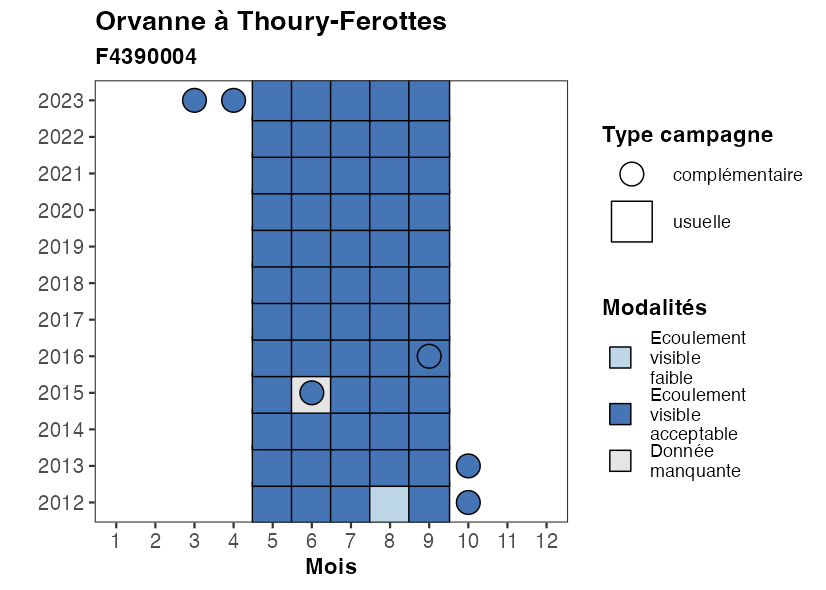 Orvanne à Thoury-Ferottes
F4390004
2023
2022
2021
2020
2019
2018
2017
2016
2015
2014
2013
2012
1 2 3 4 5 6 7 8 9 10 11 12
Mois
Type campagne
complémentaire
usuelle
Modalités
Ecoulement
visible
faible
Ecoulement
visible
acceptable
Donnée
manquante